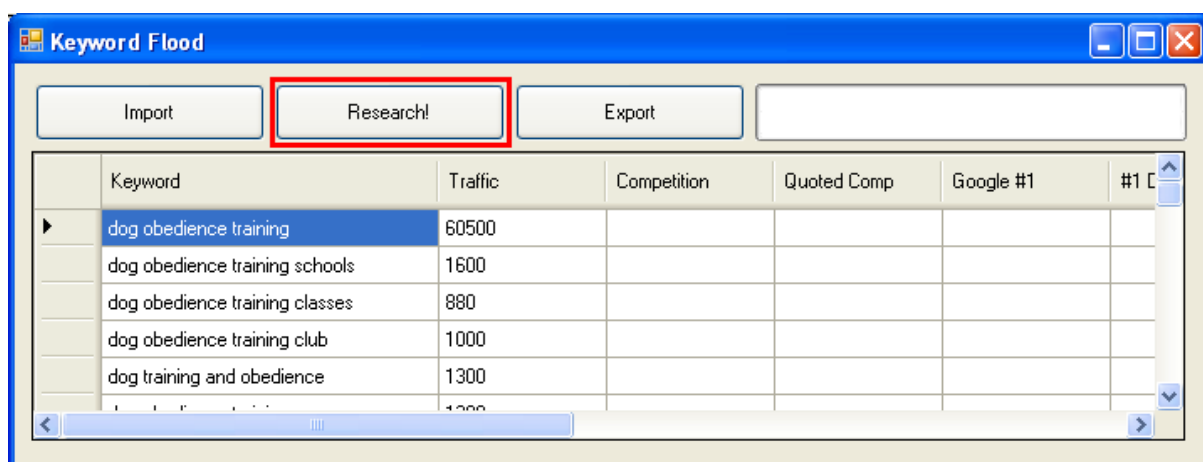 Keyword Flood
Import Research! Export
Keyword Traffic Competition Quoted Comp Google #1 #1
dog obedience training 60500
dog obedience training schools 1600
dog obedience training classes 880
dog obedience training club 1000
dog training and obedience 1300